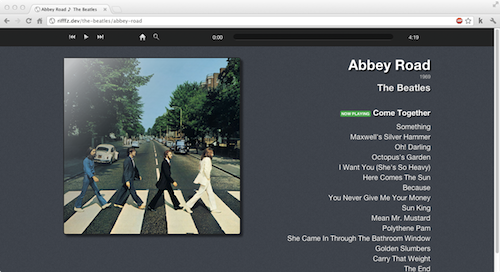 Abbey Road ♪ The Beatles
rifffz.dev/the-beatles/abbey-road
0:00
4:19
Abbey Road
1969
The Beatles
NOW PLAYING Come Together
Something
Maxwell's Silver Hammer
Oh! Darling
Octopus's Garden
I Want You (She's So Heavy)
Here Comes The Sun
Because
You Never Give Me Your Money
Sun King
Mean Mr. Mustard
Polythene Pam
She Came In Through The Bathroom Window
Golden Slumbers
Carry That Weight
The End